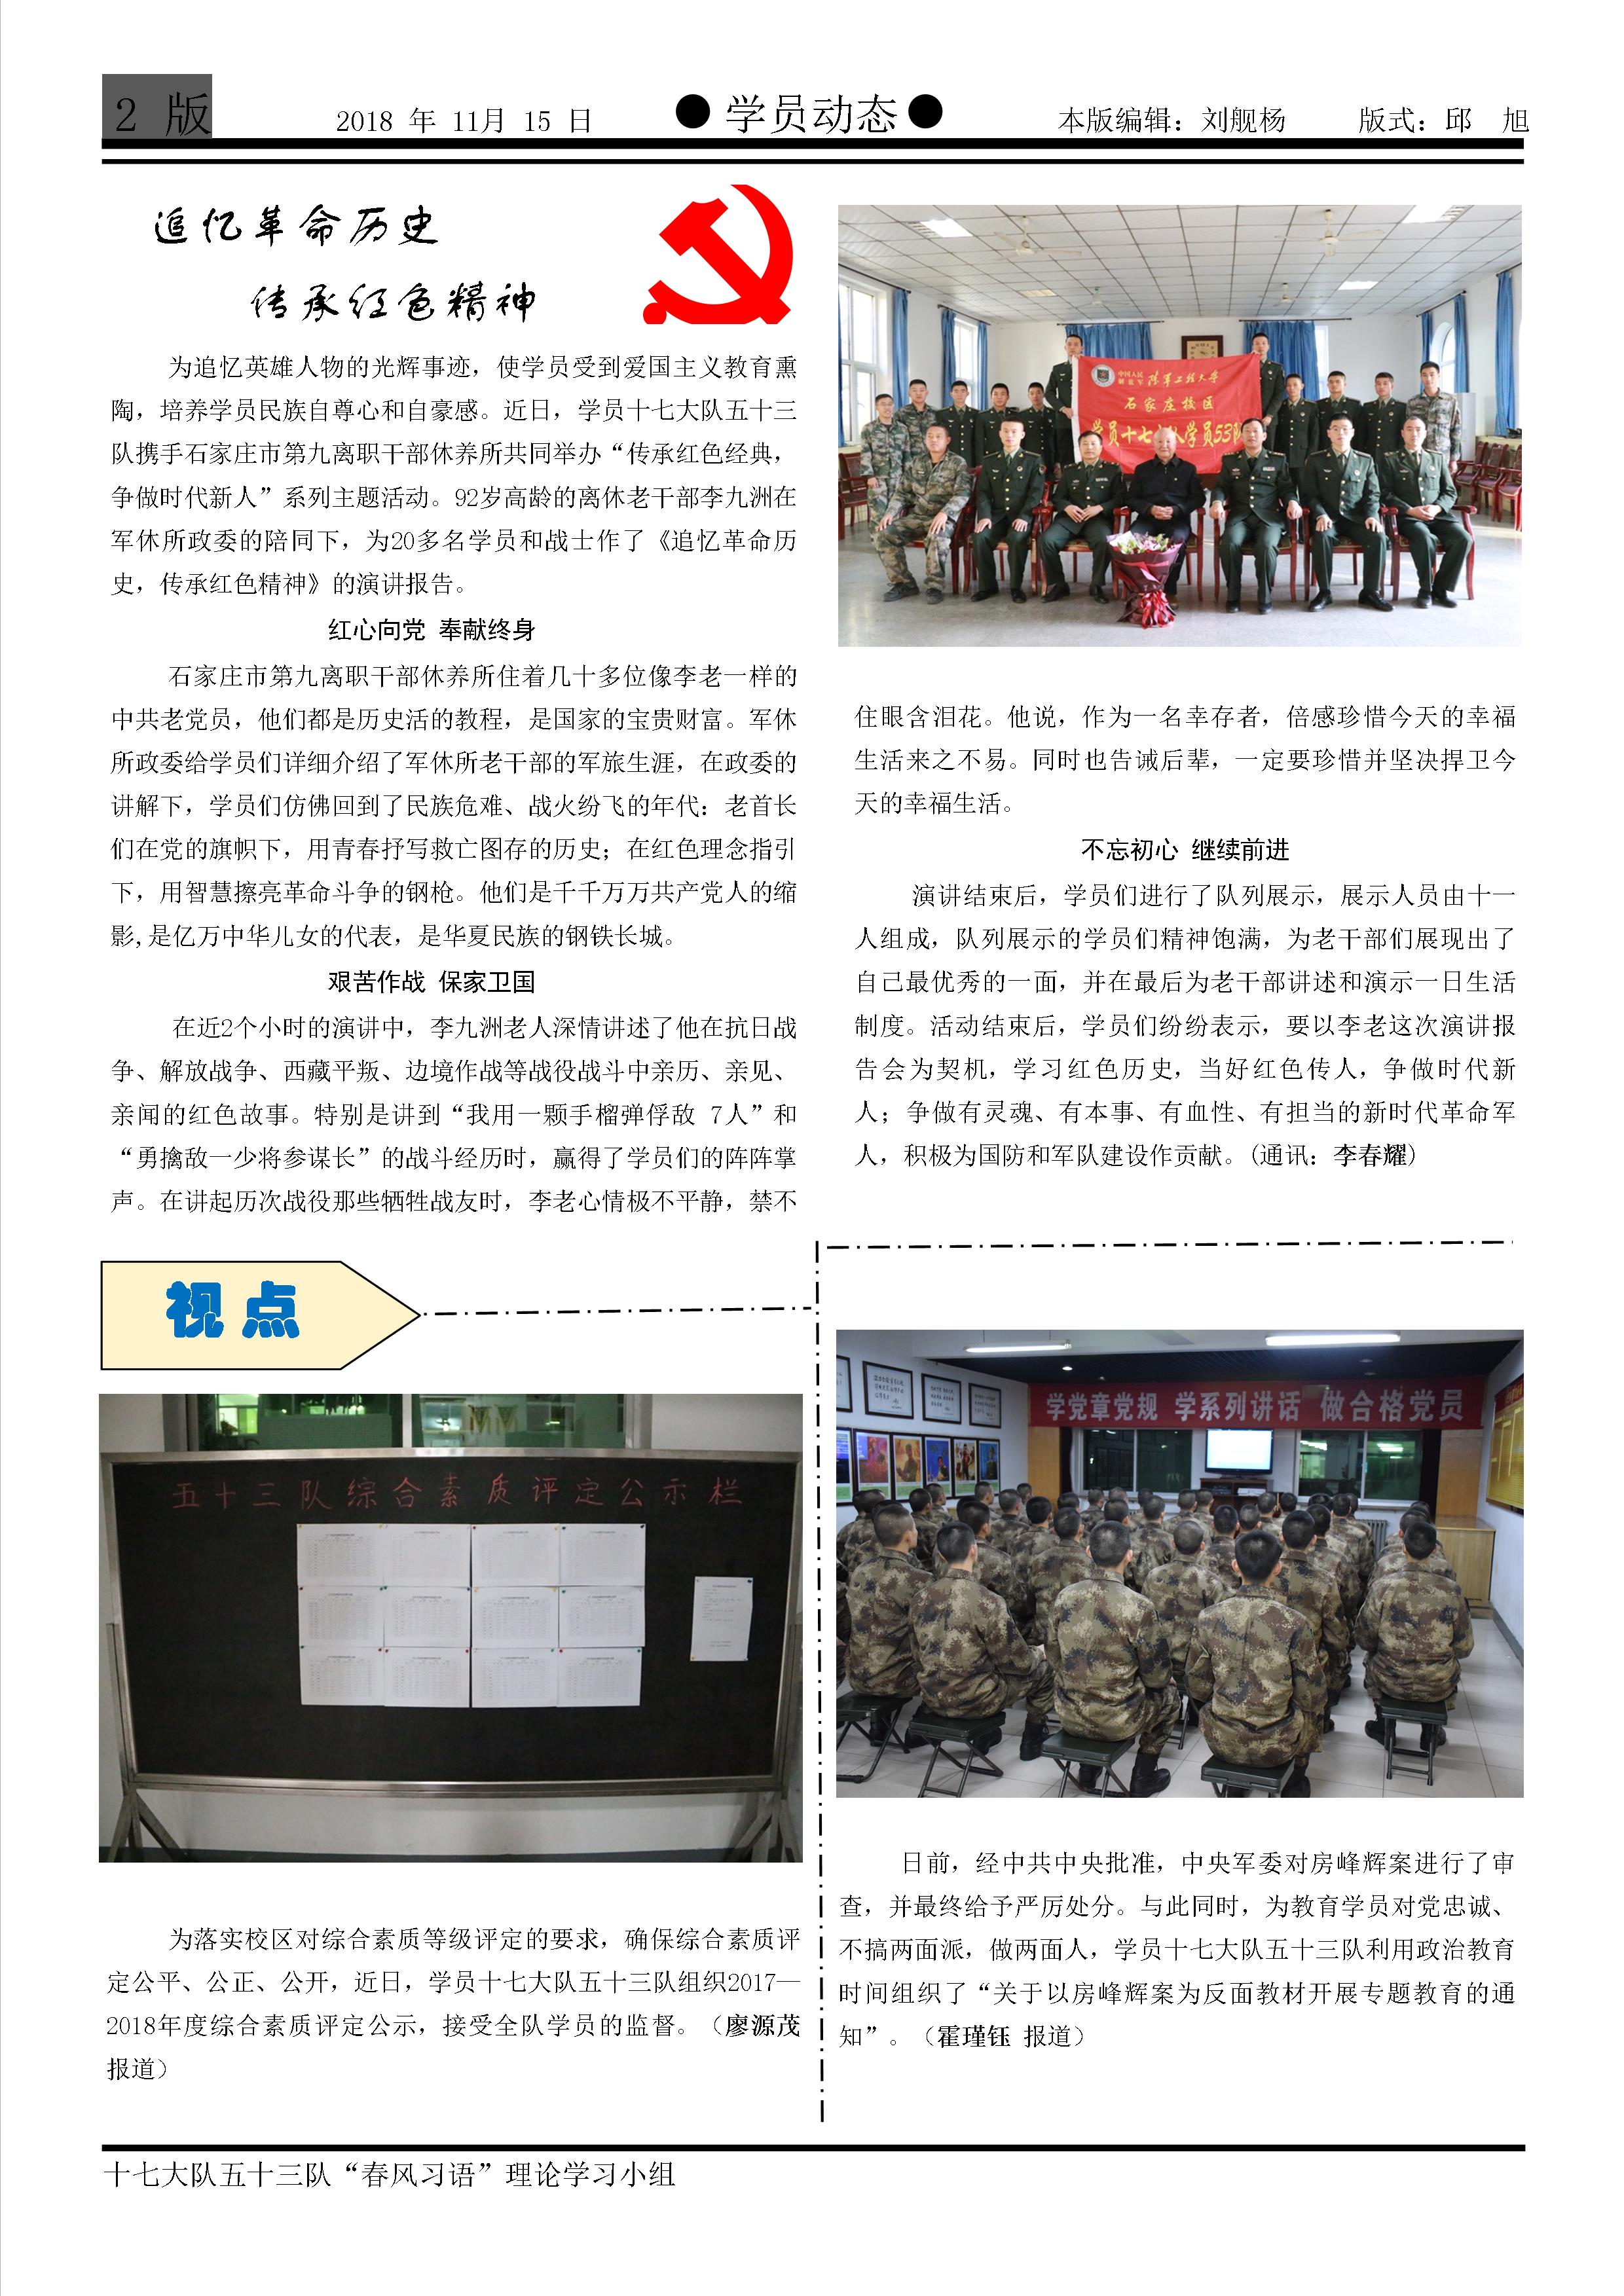 2 版
2018 年 11月 15 日
●学员动态●
本版编辑：刘舰杨
版式：邱 旭
追忆革命历史
传承红色精神
为追忆英雄人物的光辉事迹，使学员受到爱国主义教育熏
陶，培养学员民族自尊心和自豪感。近日，学员十七大队五十三
队携手石家庄市第九离职干部休养所共同举办“传承红色经典，
争做时代新人”系列主题活动。92岁高龄的离休老干部李九洲在
军休所政委的陪同下，为20多名学员和战士作了《追忆革命历
史，传承红色精神》的演讲报告。
红心向党 奉献终身
石家庄市第九离职干部休养所住着几十多位像李老一样的
中共老党员，他们都是历史活的教程，是国家的宝贵财富。军休
所政委给学员们详细介绍了军休所老干部的军旅生涯，在政委的
讲解下，学员们仿佛回到了民族危难、战火纷飞的年代：老首长
们在党的旗帜下，用青春抒写救亡图存的历史；在红色理念指引
下，用智慧擦亮革命斗争的钢枪。他们是千千万万共产党人的缩
影,是亿万中华儿女的代表，是华夏民族的钢铁长城。
艰苦作战 保家卫国
在近2个小时的演讲中，李九洲老人深情讲述了他在抗日战
争、解放战争、西藏平叛、边境作战等战役战斗中亲历、亲见、
亲闻的红色故事。特别是讲到“我用一颗手榴弹俘敌 7人”和
“勇擒敌一少将参谋长”的战斗经历时，赢得了学员们的阵阵掌
声。在讲起历次战役那些牺牲战友时，李老心情极不平静，禁不
中国人民
解放军 陆军工程大学
石家庄校区
学员十七大队学员53队
住眼含泪花。他说，作为一名幸存者，倍感珍惜今天的幸福
生活来之不易。同时也告诫后辈，一定要珍惜并坚决捍卫今
天的幸福生活。
不忘初心 继续前进
演讲结束后，学员们进行了队列展示，展示人员由十一
人组成，队列展示的学员们精神饱满，为老干部们展现出了
自己最优秀的一面，并在最后为老干部讲述和演示一日生活
制度。活动结束后，学员们纷纷表示，要以李老这次演讲报
告会为契机，学习红色历史，当好红色传人，争做时代新
人；争做有灵魂、有本事、有血性、有担当的新时代革命军
人，积极为国防和军队建设作贡献。(通讯：李春耀)
视点
五十三队综合素质评定公示栏
为落实校区对综合素质等级评定的要求，确保综合素质评
定公平、公正、公开，近日，学员十七大队五十三队组织2017—
2018年度综合素质评定公示，接受全队学员的监督。（廖源茂
报道）
学党章党规 学系列讲话 做合格党员
日前，经中共中央批准，中央军委对房峰辉案进行了审
查，并最终给予严厉处分。与此同时，为教育学员对党忠诚、
不搞两面派，做两面人，学员十七大队五十三队利用政治教育
时间组织了“关于以房峰辉案为反面教材开展专题教育的通
知”。（霍瑾钰 报道）
十七大队五十三队“春风习语”理论学习小组